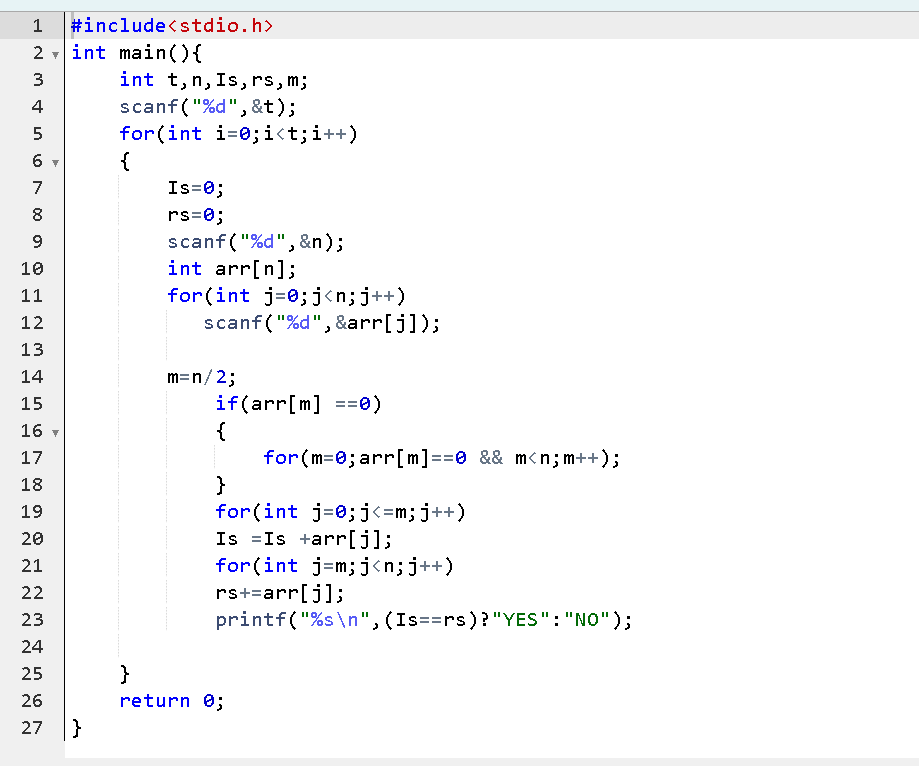 1 #include<stdio.h>
2 int main(){
3 int t,n,Is,rs,m;
4 scanf("%d",&t);
5 for(int i=0;i<t;i++)
6 {
7 Is=0;
8 rs=0;
9 scanf("%d",&n);
10 int arr[n];
11 for(int j=0;j<n;j++)
12 scanf("%d",&arr[j]);
13
14 m=n/2;
15 if(arr[m] ==0)
16 {
17 for(m=0;arr[m]==0 && m<n;m++);
18 }
19 for(int j=0;j<=m;j++)
20 Is =Is +arr[j];
21 for(int j=m;j<n;j++)
22 rs+=arr[j];
23 printf("%s\n",(Is==rs)?"YES":"NO");
24
25 }
26 return 0;
27 }